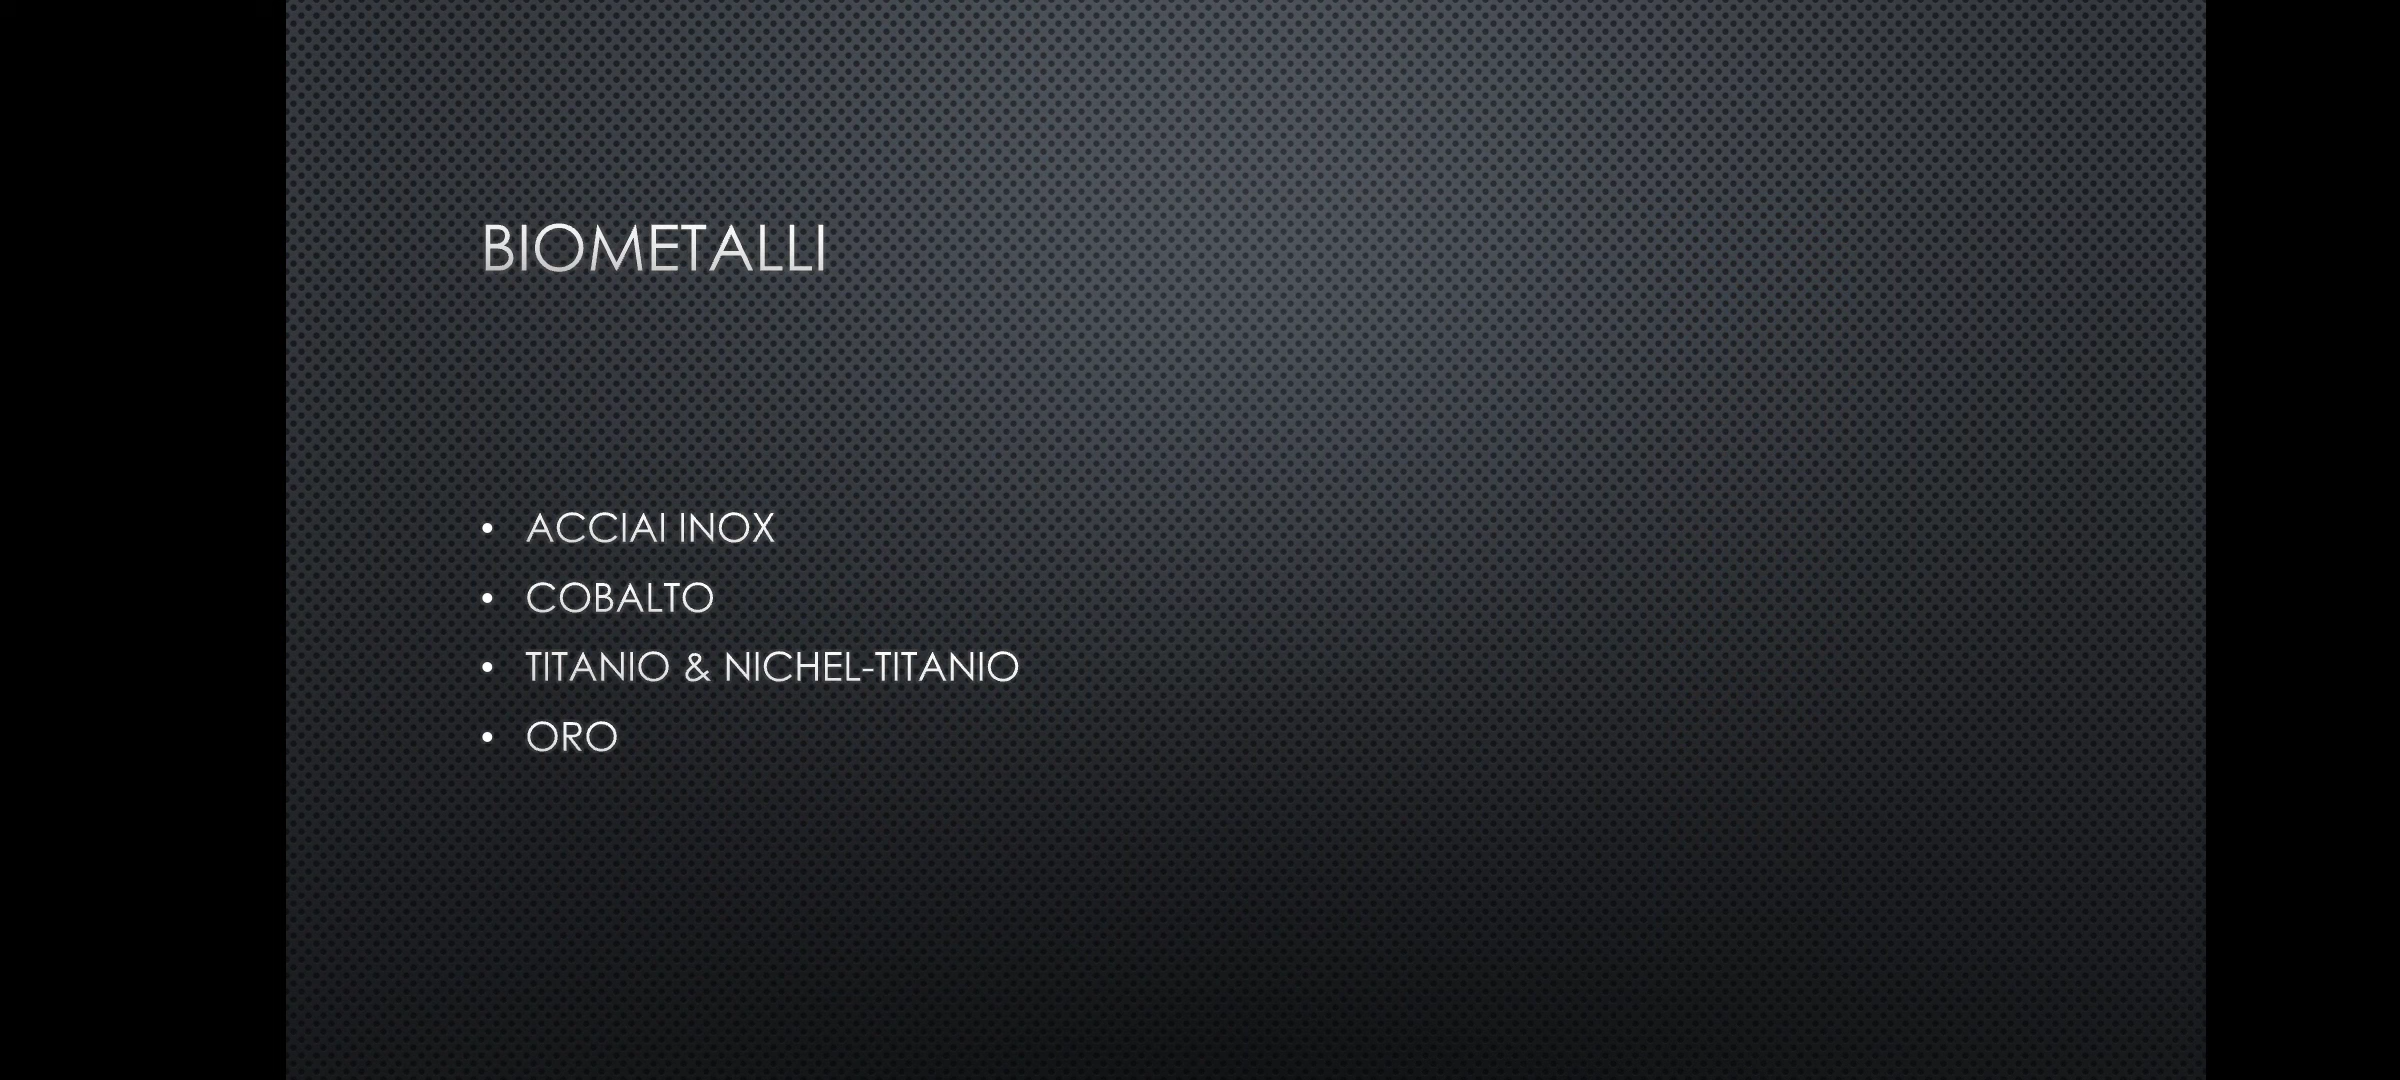 BIOMETALLI
• ACCIAI INOX
• COBALTO
• TITANIO & NICHEL-TITANIO
• ORO